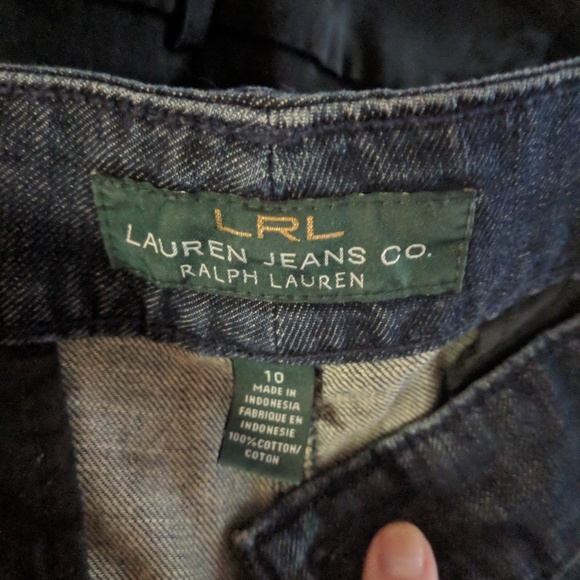 LRL
LAUREN JEANS CO.
RALPH LAUREN
10
MADE IN
INDONESIA
FABRIQUE EN
INDONESIE
100% COTTON/
COTON